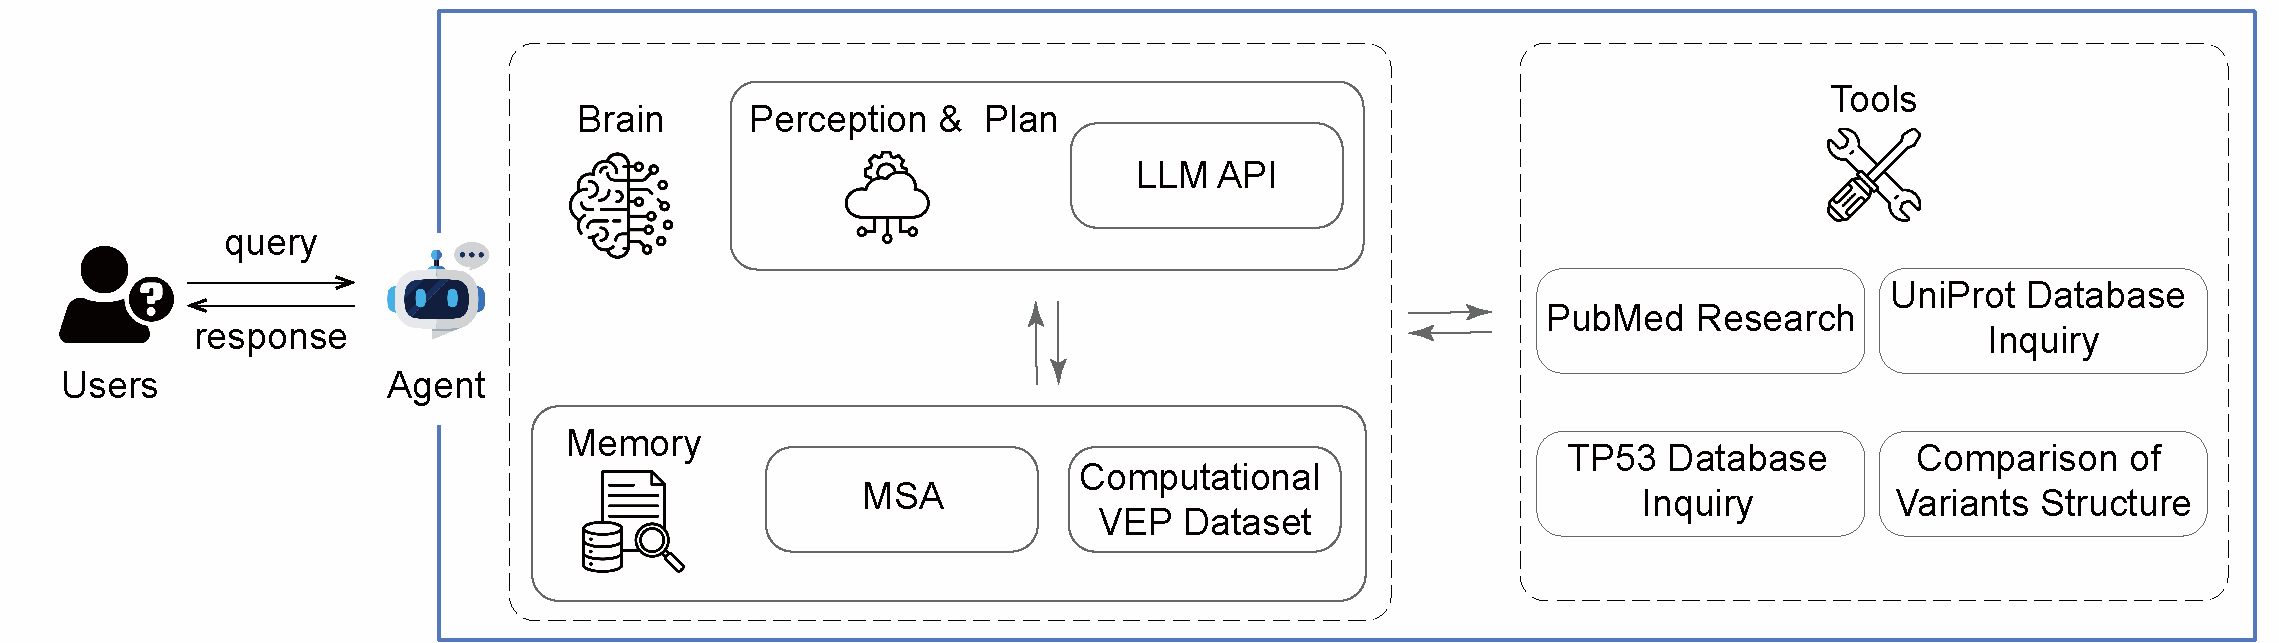 query
response
Users
Agent
Brain
Perception & Plan
LLM API
Memory
MSA
Computational
VEP Dataset
Tools
PubMed Research
UniProt Database
Inquiry
TP53 Database
Inquiry
Comparison of
Variants Structure